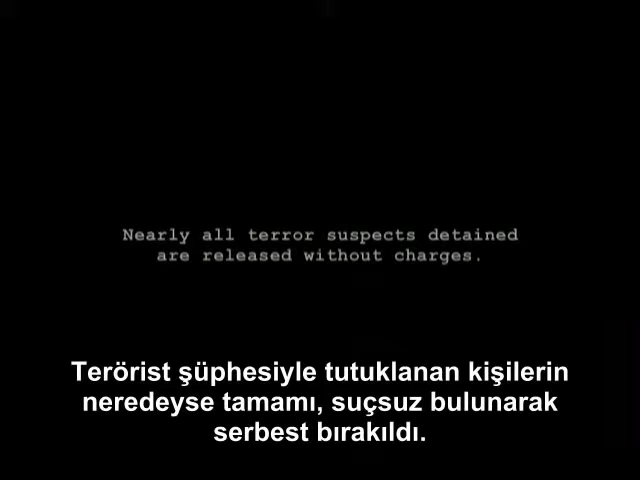 Nearly all terror suspects detained
are released without charges.
Terörist şüphesiyle tutuklanan kişilerin
neredeyse tamamı, suçsuz bulunarak
serbest bırakıldı.